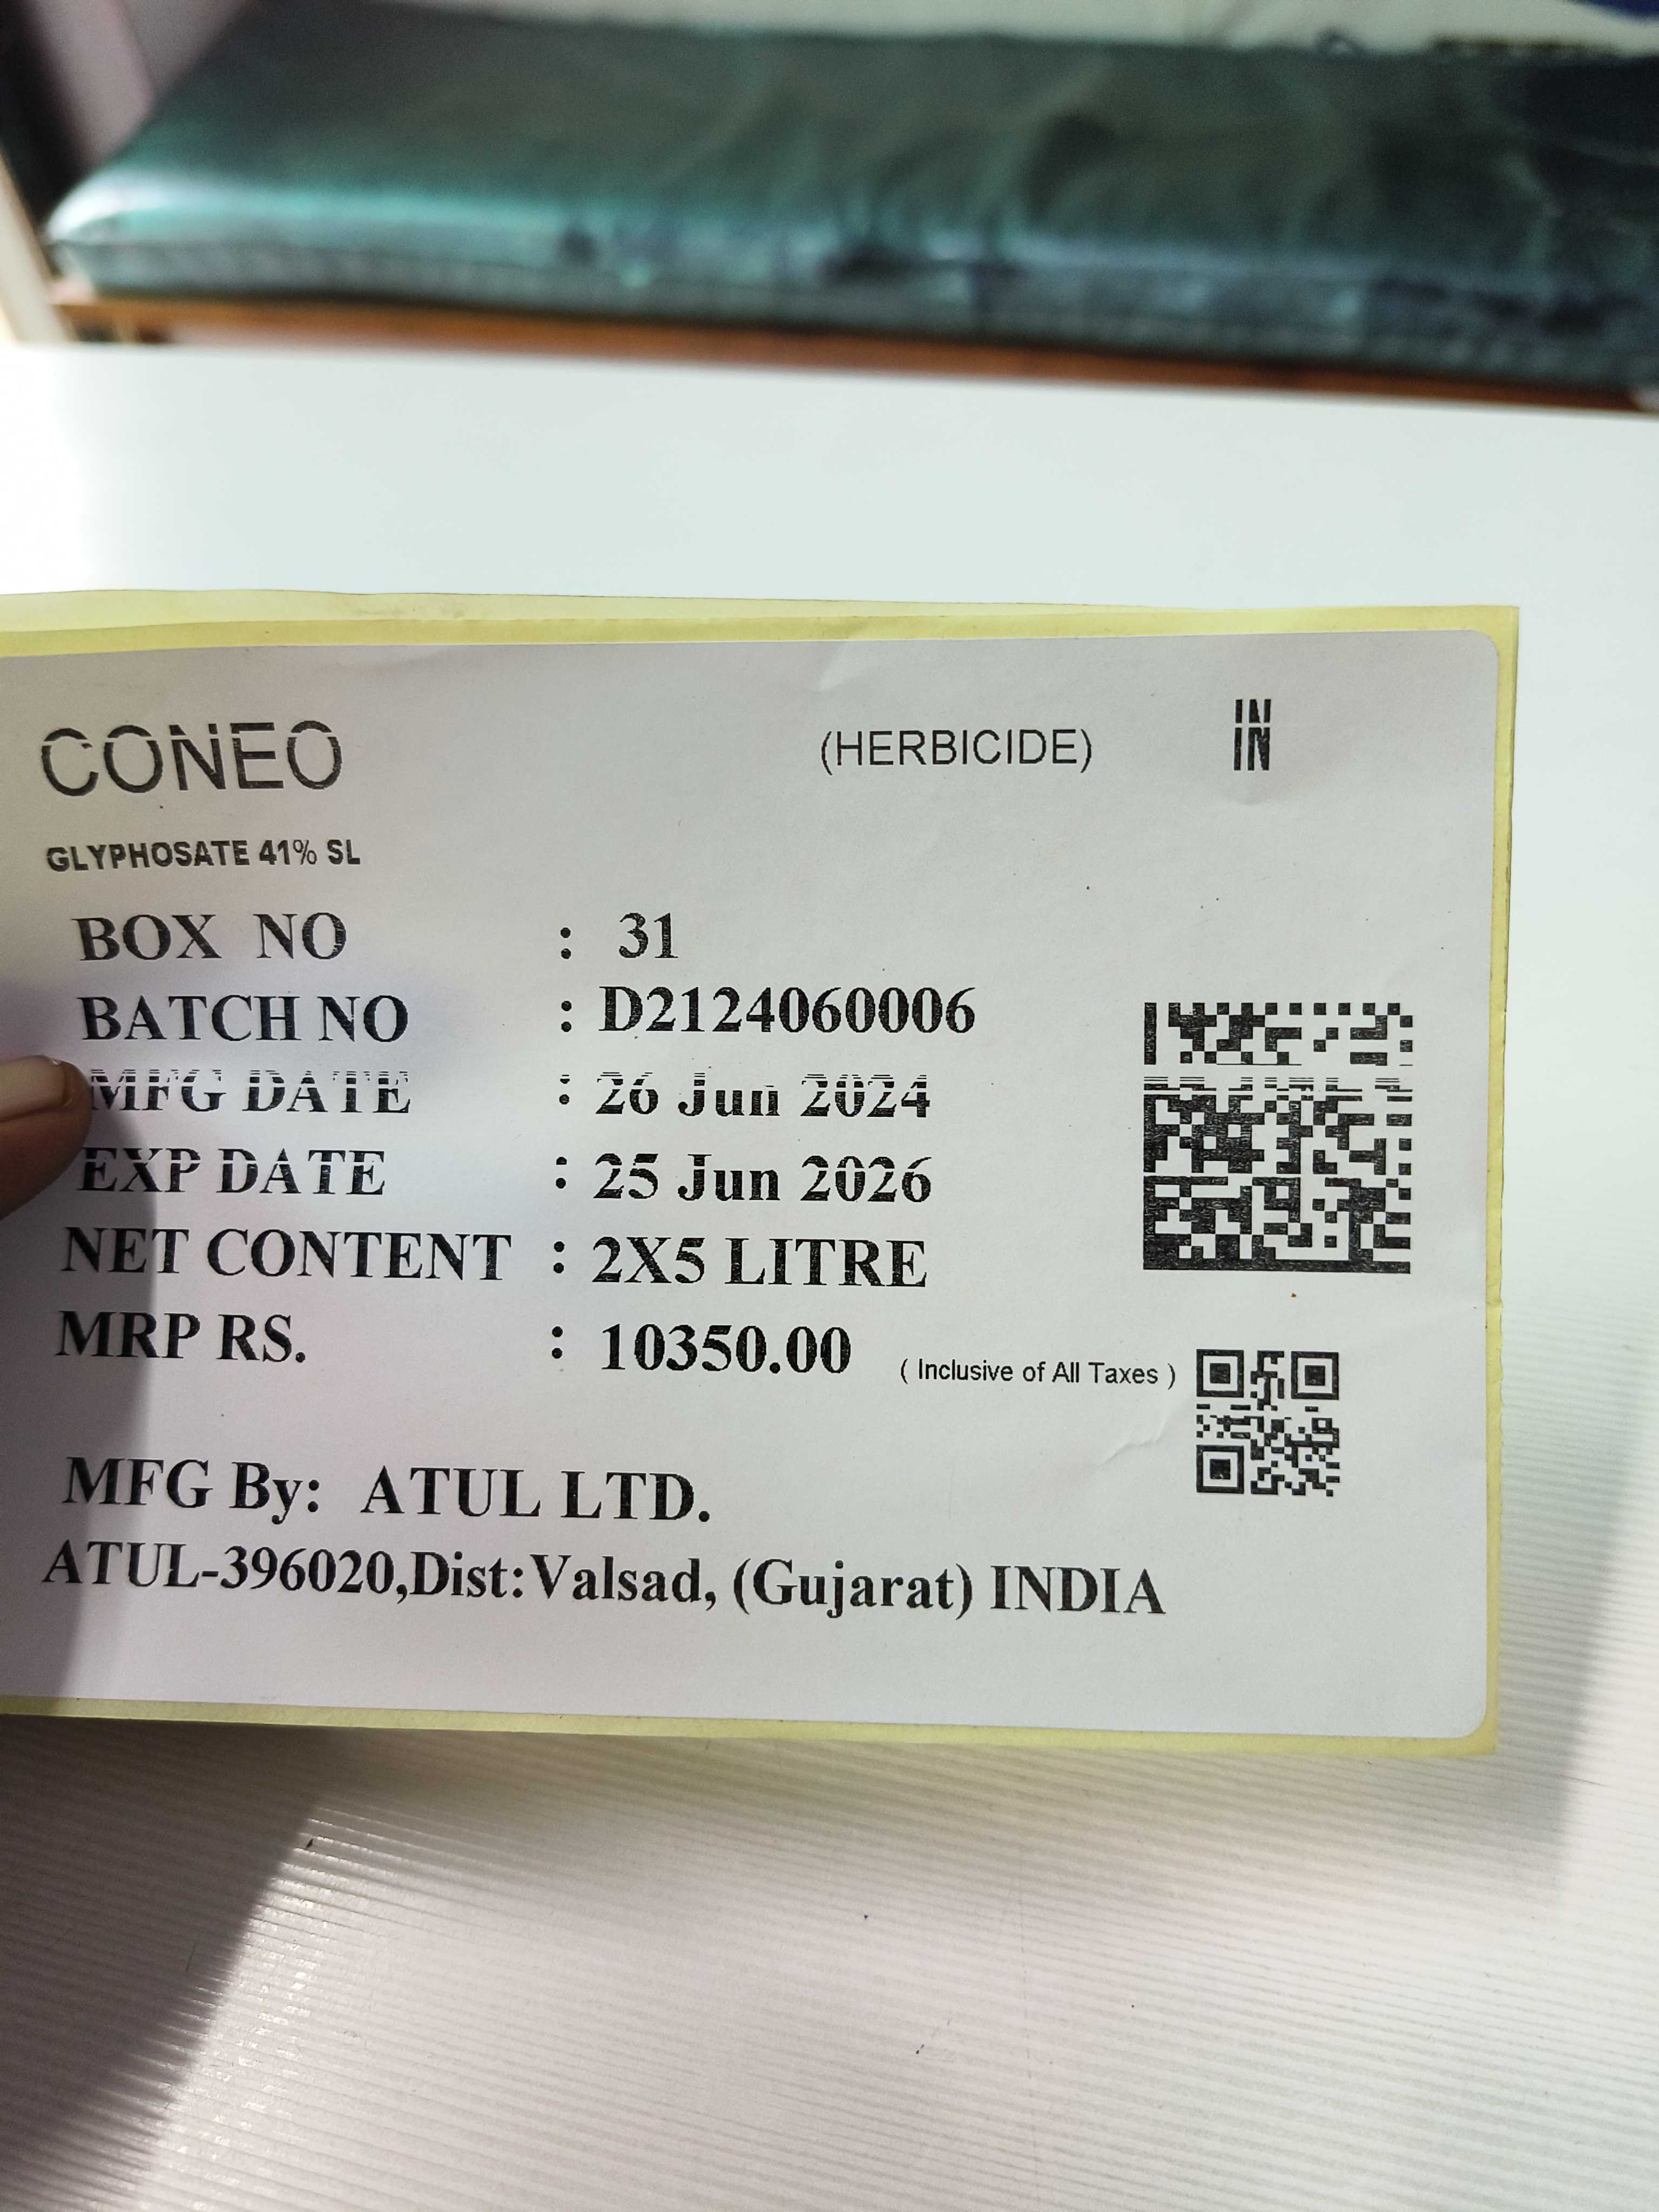 CONEO (HERBICIDE) IN
GLYPHOSATE 41% SL
BOX NO : 31
BATCH NO : D2124060006
MFG DATE : 26 Jun 2024
EXP DATE : 25 Jun 2026
NET CONTENT : 2X5 LITRE
MRP RS. : 10350.00 ( Inclusive of All Taxes )
MFG By: ATUL LTD.
ATUL-396020,Dist:Valsad, (Gujarat) INDIA